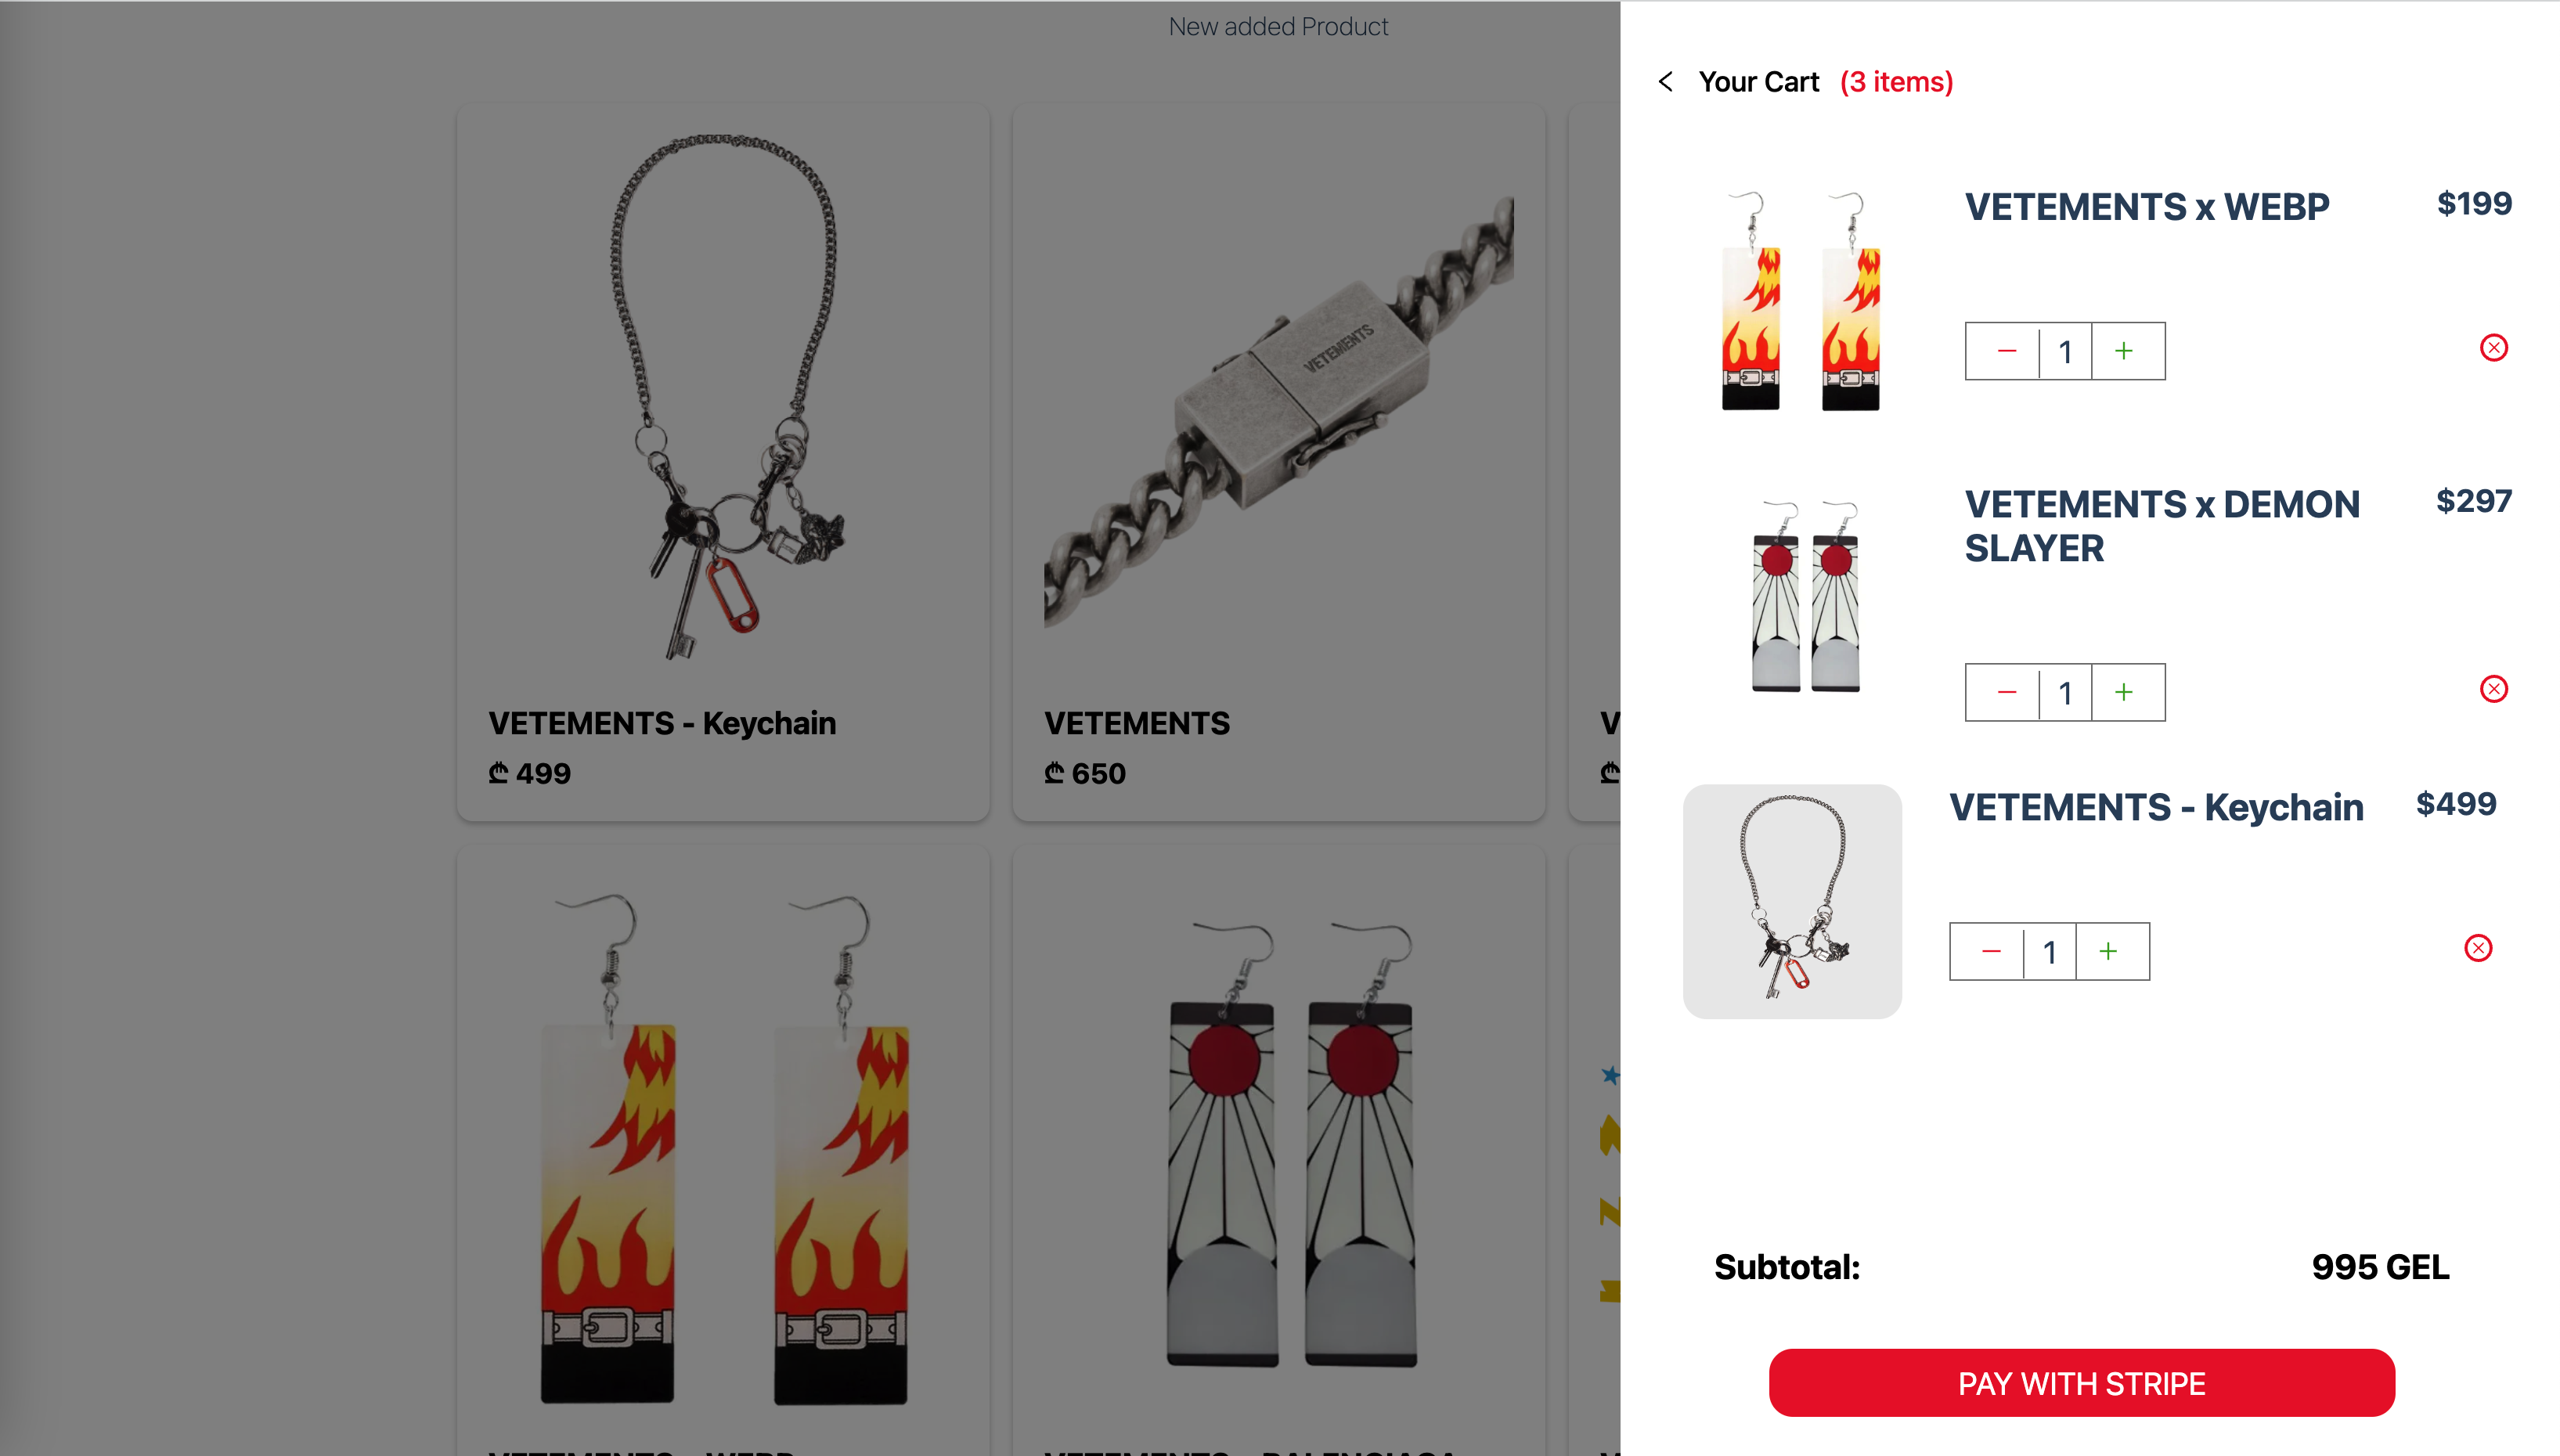 New added Product
VETEMENTS
VETEMENTS - Keychain
₾ 499
VETEMENTS
₾ 650
V
₾
Your Cart (3 items)
VETEMENTS x WEBP
$199
1
VETEMENTS x DEMON
SLAYER
$297
1
VETEMENTS - Keychain
$499
1
Subtotal:
995 GEL
PAY WITH STRIPE